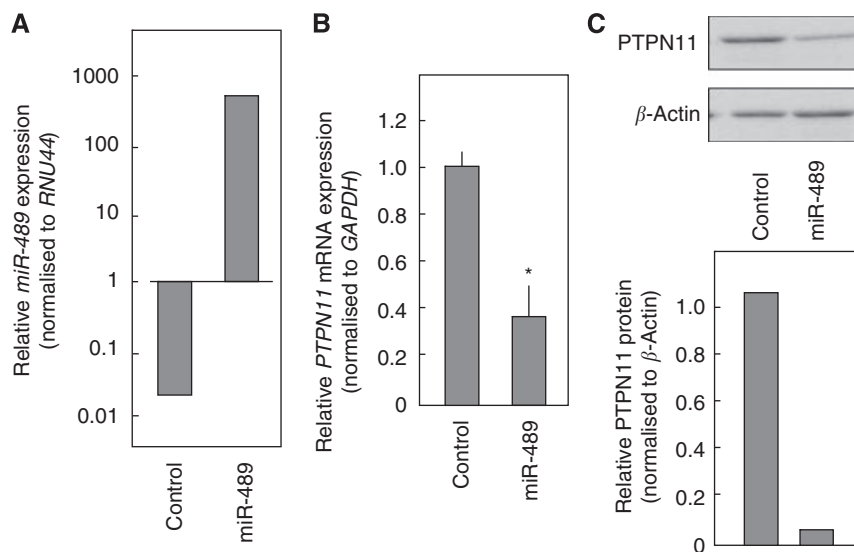 A
Relative miR-489 expression
(normalised to RNU44)
1000
100
10
1
0.1
0.01
Control
miR-489
B
Relative PTPN11 mRNA expression
(normalised to GAPDH)
1.2
1.0
0.8
0.6
0.4
0.2
0
*
Control
miR-489
C
PTPN11
β-Actin
Control
miR-489
Relative PTPN11 protein
(normalised to β-Actin)
1.0
0.8
0.6
0.4
0.2
0